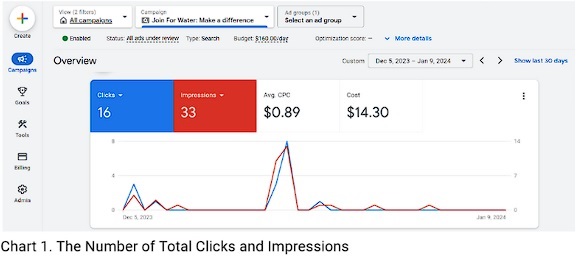 View (2 filters)
All campaigns
Campaign
Join For Water: Make a difference
Ad groups (1)
Select an ad group
Create
Enabled Status: All ads under review Type: Search Budget: $160.00/day Optimization score: – More details
Campaigns
Overview
Custom Dec 5, 2023 – Jan 9, 2024 Show last 30 days
Goals
Tools
Billing
Admin
Clicks Impressions Avg. CPC Cost
16 33 $0.89 $14.30
8 14
4 7
0 0
Dec 5, 2023 Jan 9, 2024
Chart 1. The Number of Total Clicks and Impressions